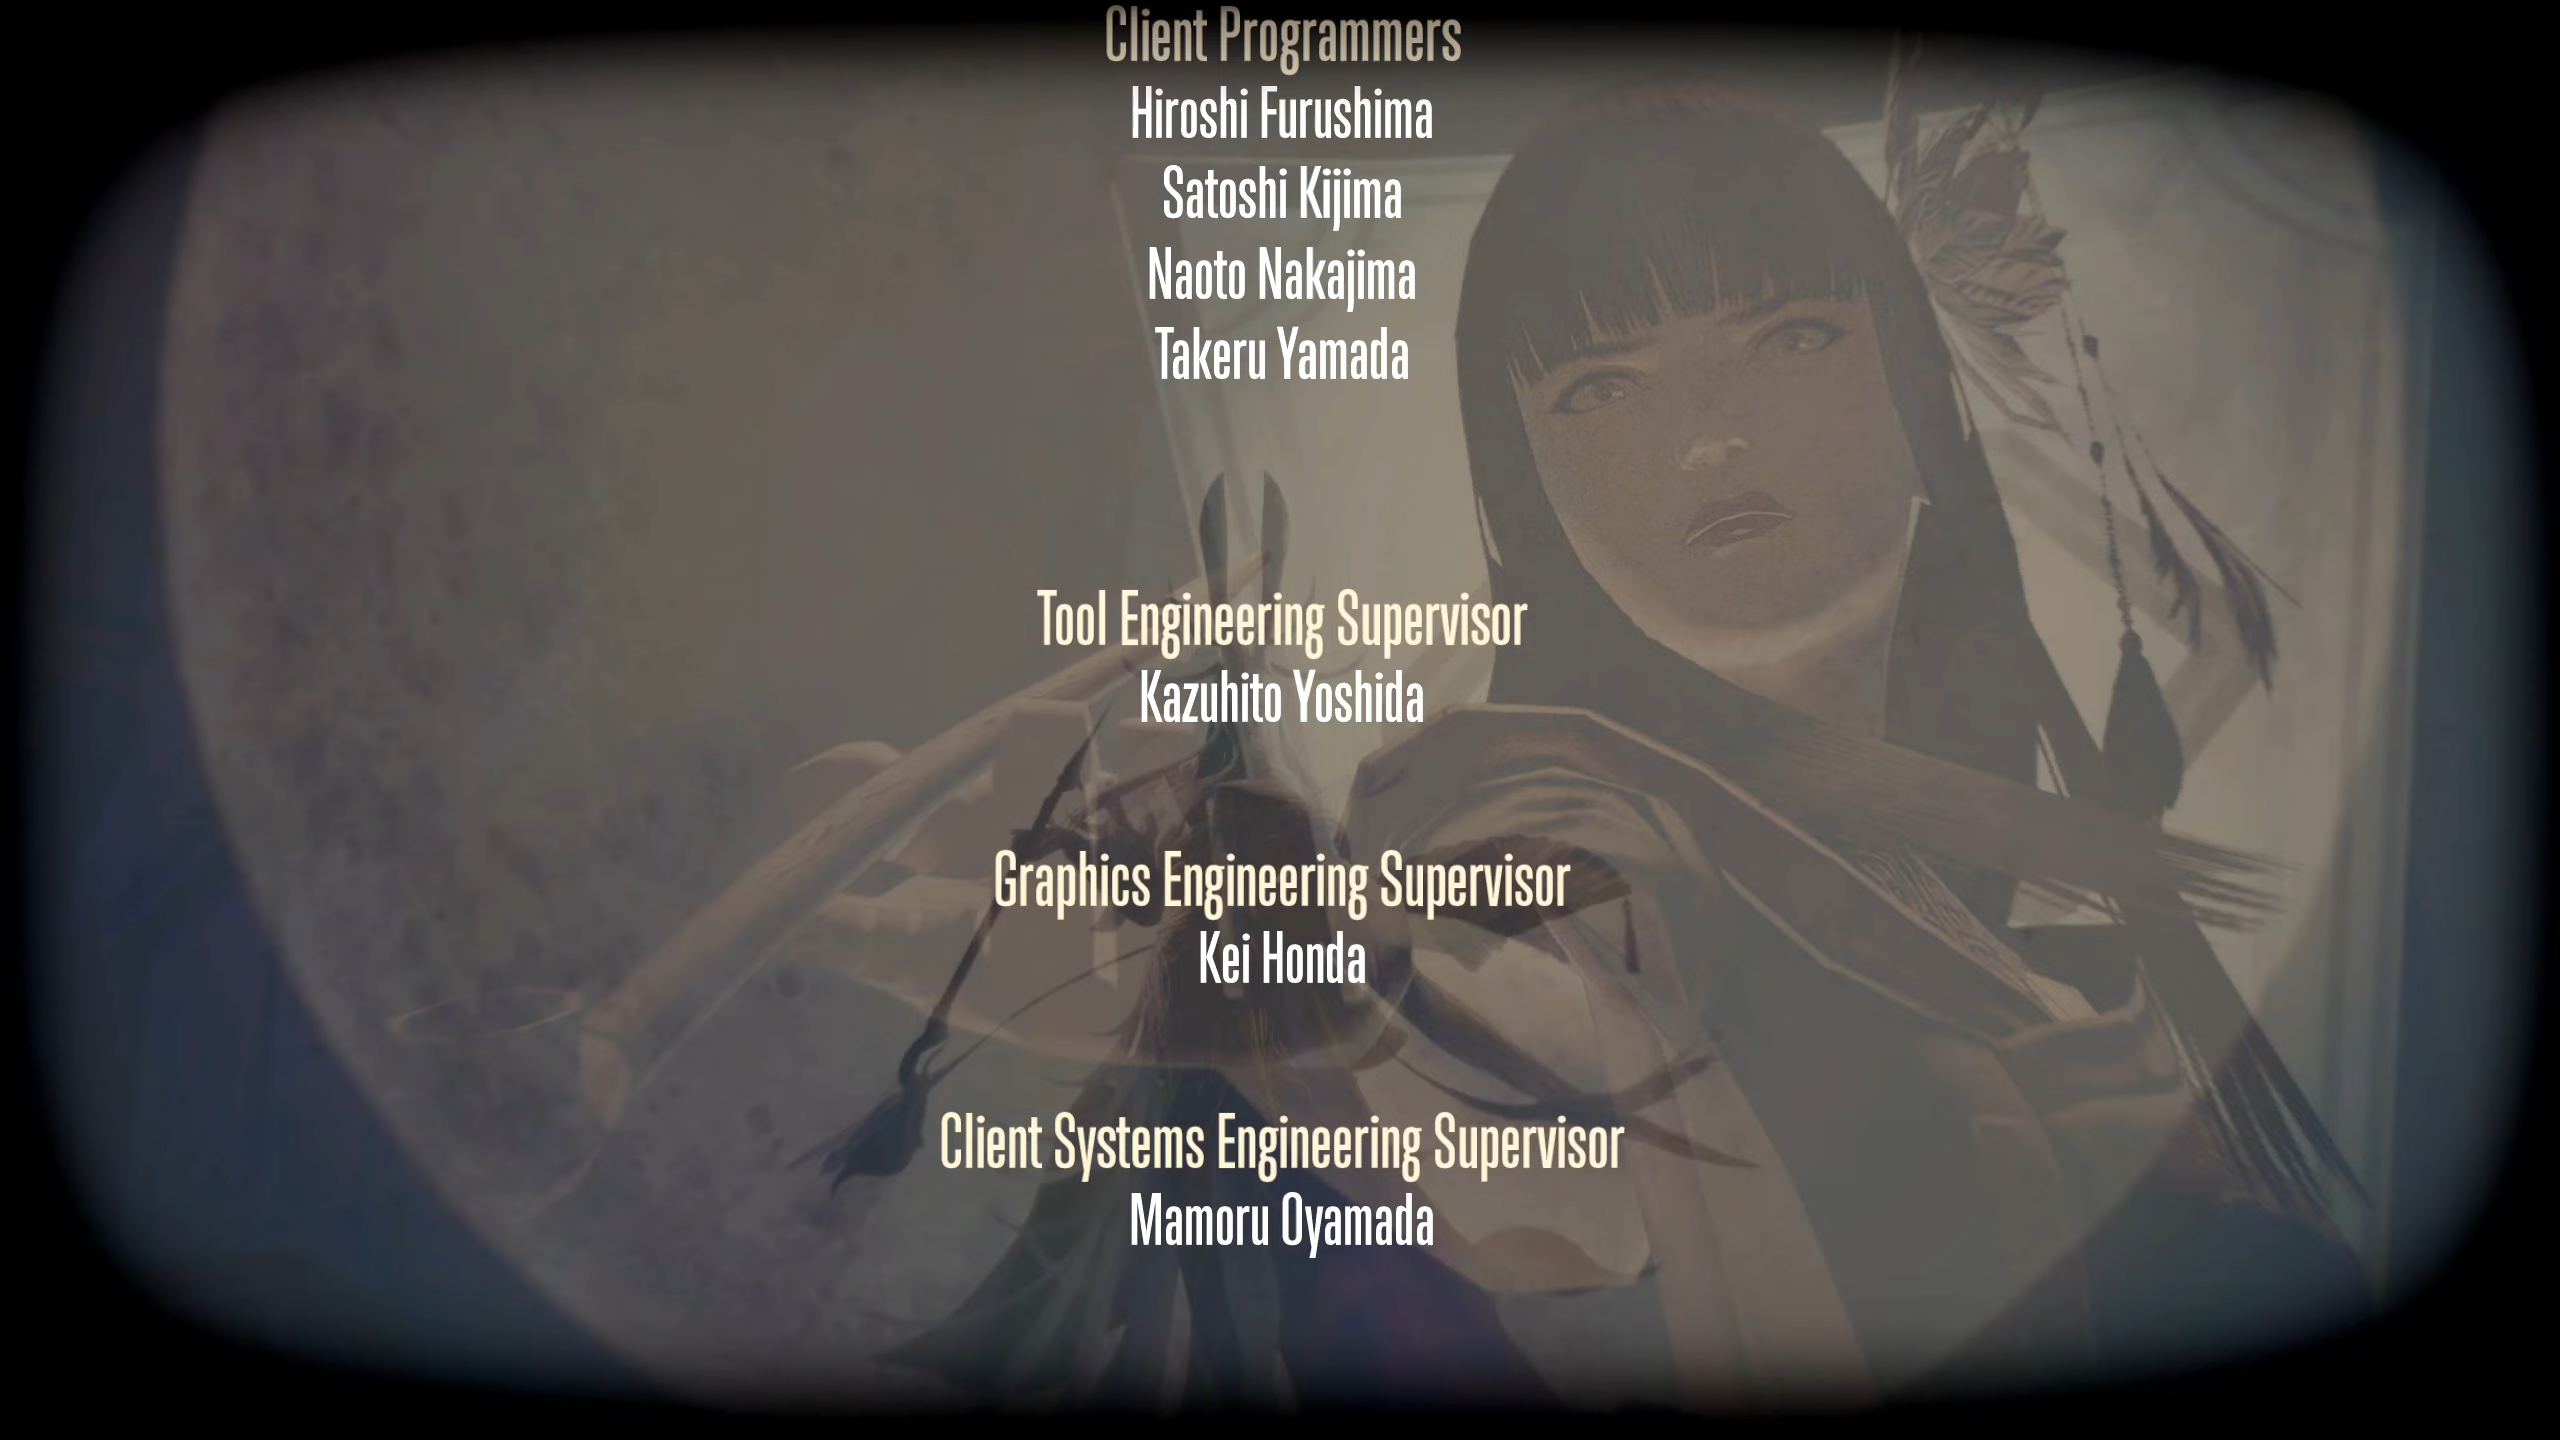 Client Programmers
Hiroshi Furushima
Satoshi Kijima
Naoto Nakajima
Takeru Yamada
Tool Engineering Supervisor
Kazuhito Yoshida
Graphics Engineering Supervisor
Kei Honda
Client Systems Engineering Supervisor
Mamoru Oyamada